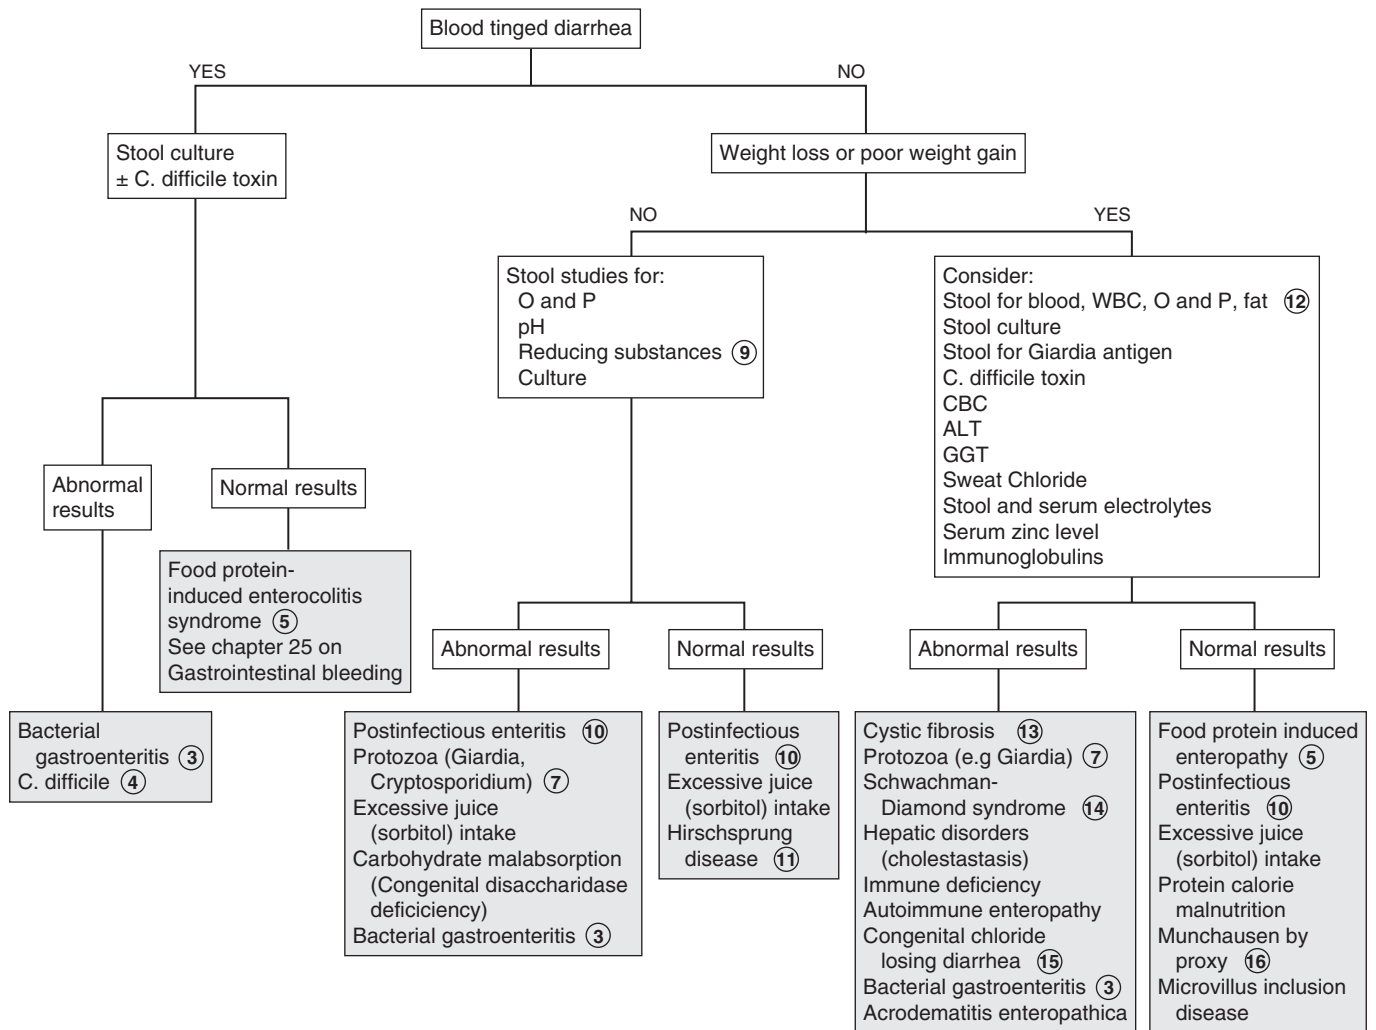 Blood tinged diarrhea
YES
NO
Stool culture
± C. difficile toxin
Weight loss or poor weight gain
NO
YES
Stool studies for:
O and P
pH
Reducing substances 9
Culture
Consider:
Stool for blood, WBC, O and P, fat 12
Stool culture
Stool for Giardia antigen
C. difficile toxin
CBC
ALT
GGT
Sweat Chloride
Stool and serum electrolytes
Serum zinc level
Immunoglobulins
Abnormal
results
Normal results
Food protein-
induced enterocolitis
syndrome 5
See chapter 25 on
Gastrointestinal bleeding
Abnormal results
Normal results
Abnormal results
Normal results
Bacterial
gastroenteritis 3
C. difficile 4
Postinfectious enteritis 10
Protozoa (Giardia,
Cryptosporidium) 7
Excessive juice
(sorbitol) intake
Carbohydrate malabsorption
(Congenital disaccharidase
deficiciency)
Bacterial gastroenteritis 3
Postinfectious
enteritis 10
Excessive juice
(sorbitol) intake
Hirschsprung
disease 11
Cystic fibrosis 13
Protozoa (e.g Giardia) 7
Schwachman-
Diamond syndrome 14
Hepatic disorders
(cholestastasis)
Immune deficiency
Autoimmune enteropathy
Congenital chloride
losing diarrhea 15
Bacterial gastroenteritis 3
Acrodematitis enteropathica
Food protein induced
enteropathy 5
Postinfectious
enteritis 10
Excessive juice
(sorbitol) intake
Protein calorie
malnutrition
Munchausen by
proxy 16
Microvillus inclusion
disease